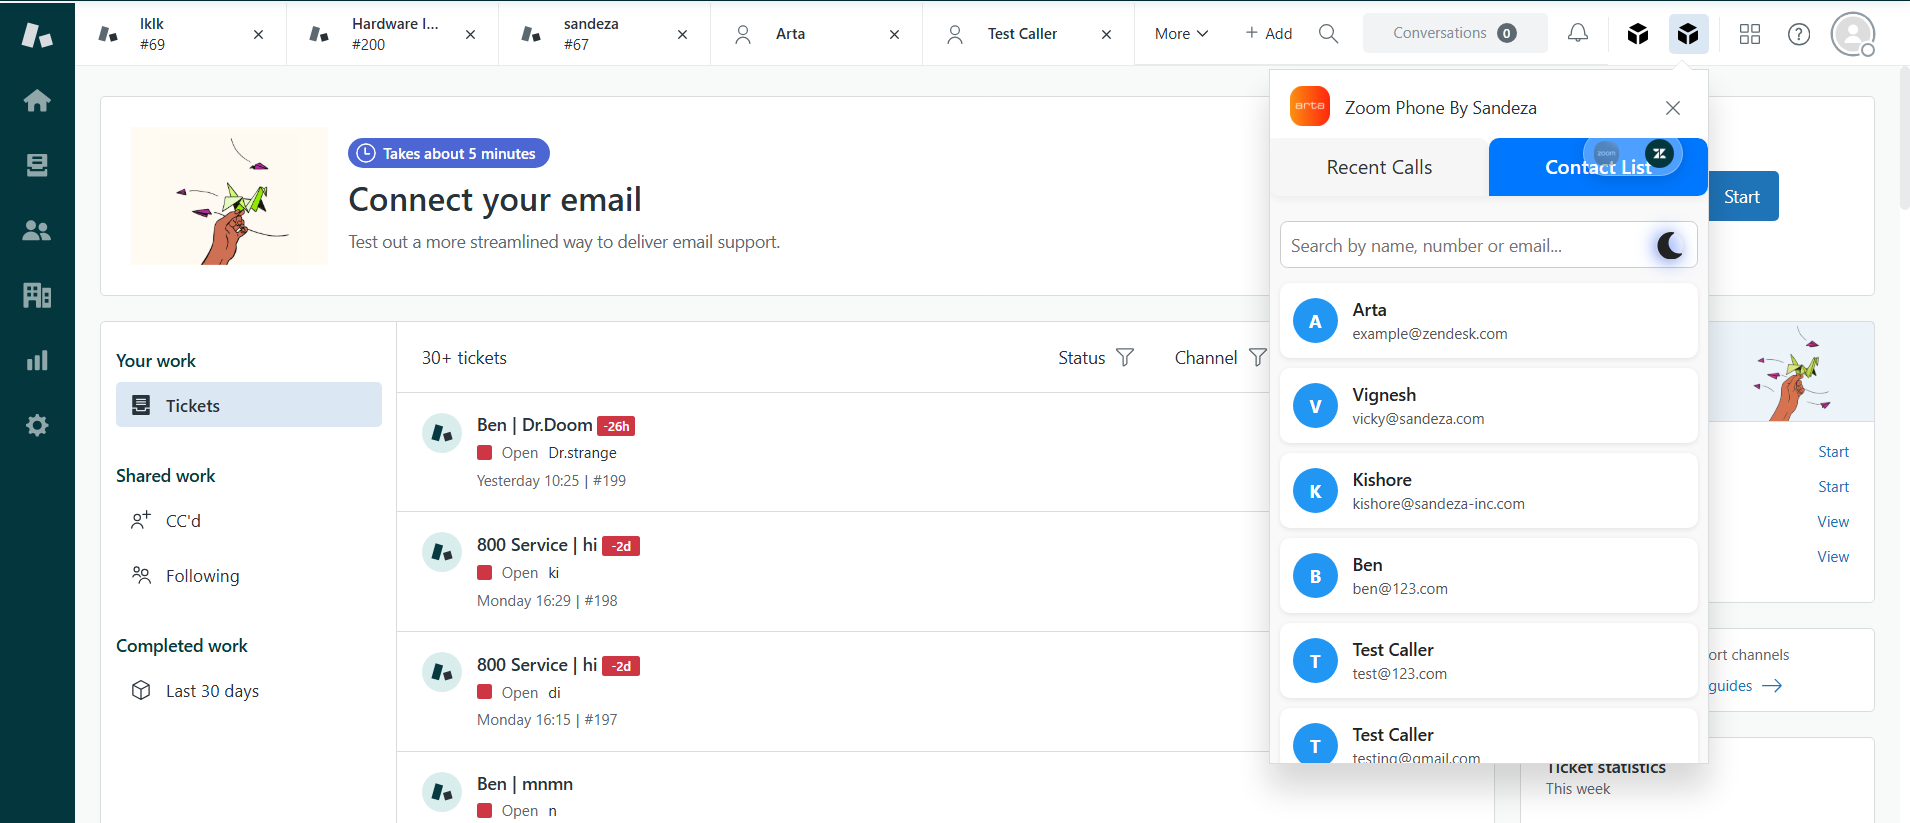 lklk
#69
Hardware I...
#200
sandeza
#67
Arta
Test Caller
More
+ Add
Conversations 0
arta
Zoom Phone By Sandeza
Recent Calls
Contact List
zoom
Search by name, number or email...
Arta
example@zendesk.com
Vignesh
vicky@sandeza.com
Kishore
kishore@sandeza-inc.com
Ben
ben@123.com
Test Caller
test@123.com
Test Caller
testing@gmail.com
Takes about 5 minutes
Connect your email
Test out a more streamlined way to deliver email support.
Start
Your work
Tickets
Shared work
CC'd
Following
Completed work
Last 30 days
30+ tickets
Status
Channel
Ben | Dr.Doom -26h
Open Dr.strange
Yesterday 10:25 | #199
800 Service | hi -2d
Open ki
Monday 16:29 | #198
800 Service | hi -2d
Open di
Monday 16:15 | #197
Ben | mnmn
Open n
Start
Start
View
View
ort channels
guides
Ticket statistics
This week